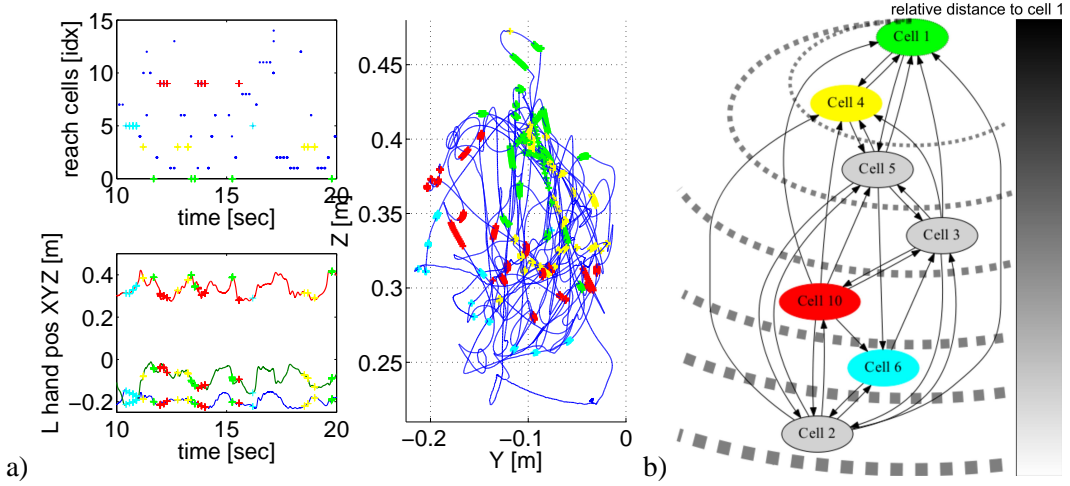 15
10
5
0
reach cells [idx]
10
15
20
time [sec]
0.4
0.2
0
−0.2
L hand pos XYZ [m]
10
15
20
time [sec]
a)
0.45
0.4
0.35
0.3
0.25
Z [m]
−0.2
−0.1
0
Y [m]
b)
relative distance to cell 1
Cell 1
Cell 4
Cell 5
Cell 3
Cell 10
Cell 6
Cell 2